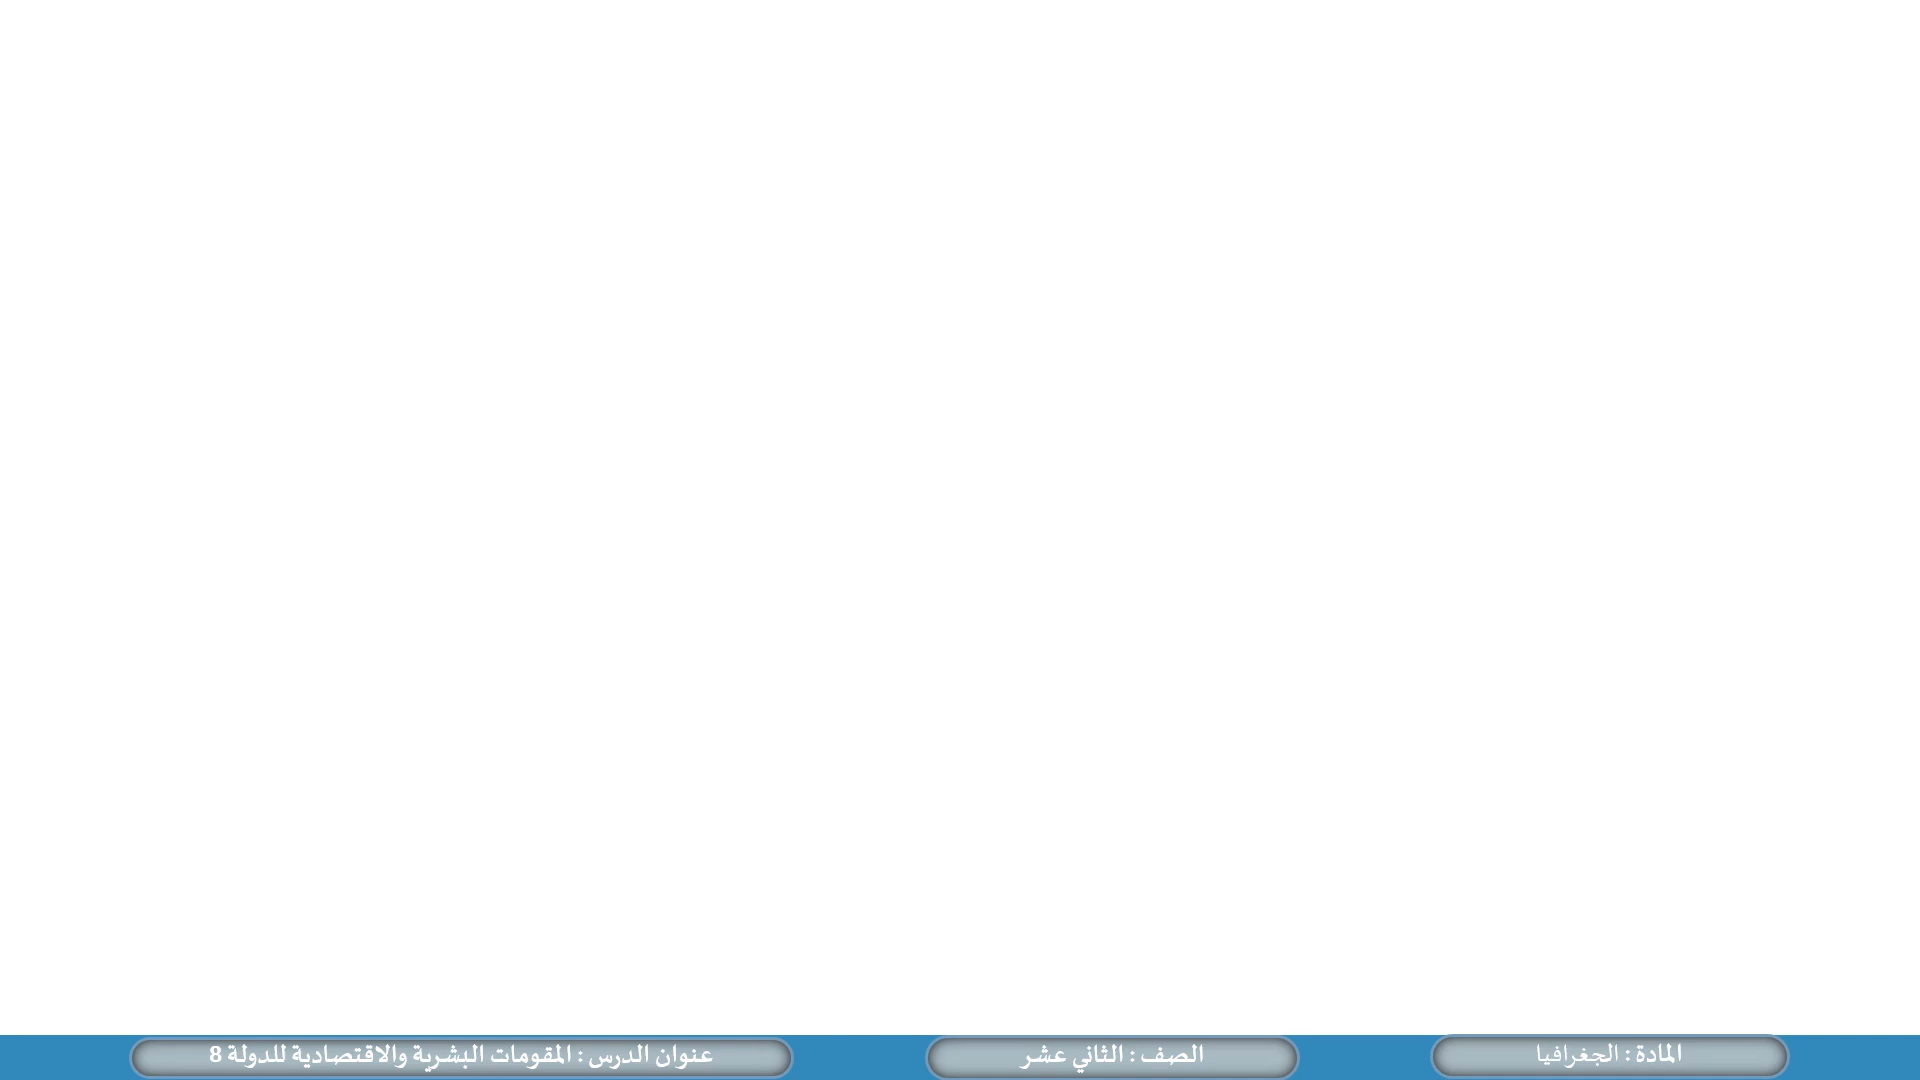 المادة : الجغرافيا
الصف : الثاني عشر
عنوان الدرس : المقومات البشرية والاقتصادية للدولة 8